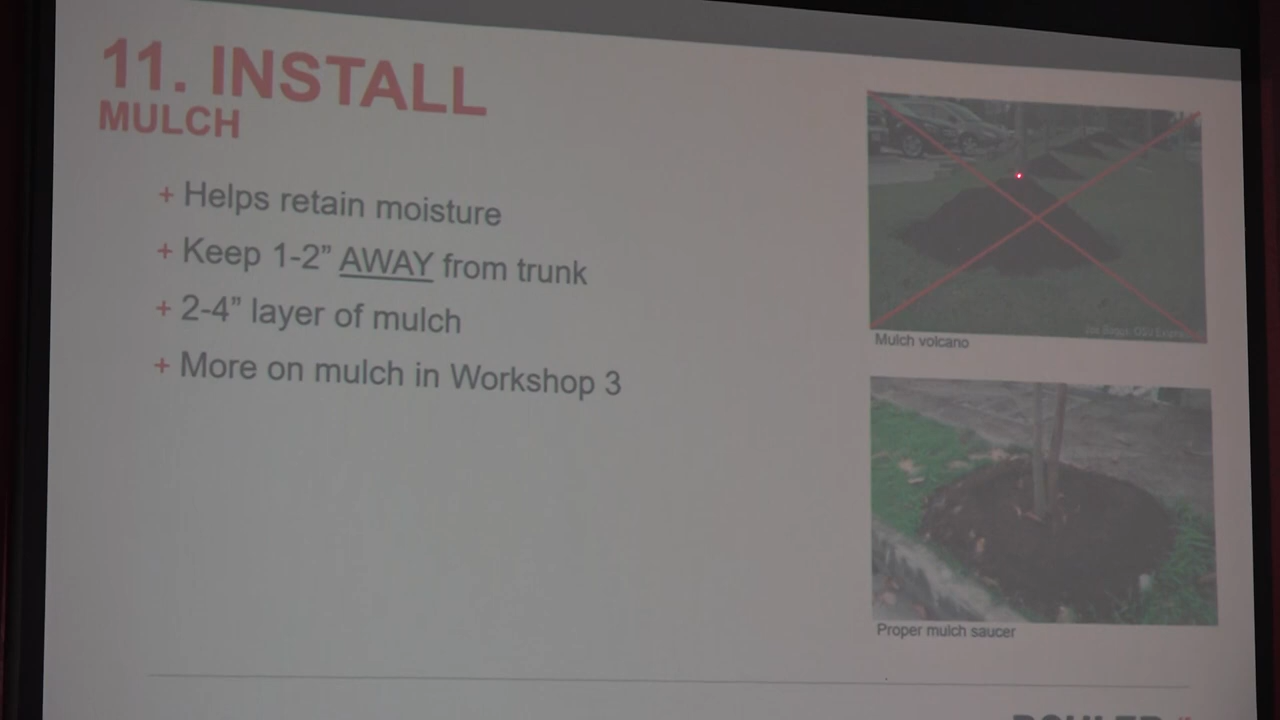 11. INSTALL
MULCH
+ Helps retain moisture
+ Keep 1-2” AWAY from trunk
+ 2-4” layer of mulch
+ More on mulch in Workshop 3
Mulch volcano
Proper mulch saucer